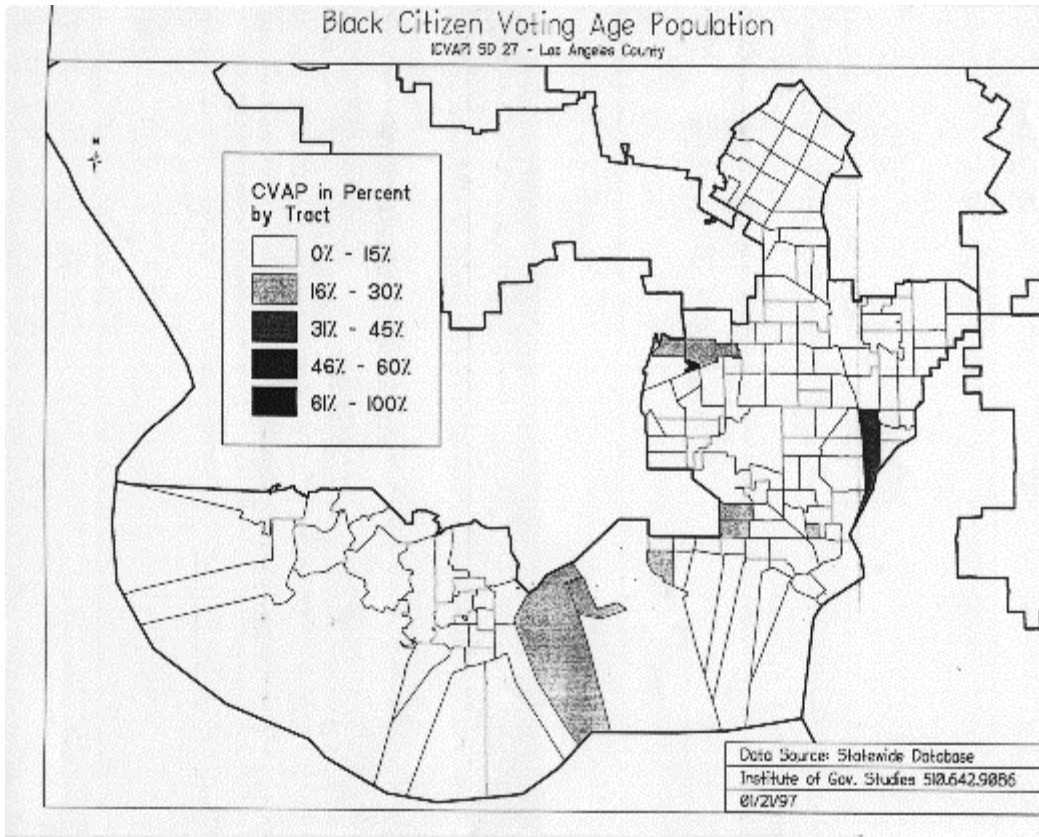 Black Citizen Voting Age Population
(CVAP) SD 27 - Los Angeles County
N
CVAP in Percent
by Tract
0% - 15%
16% - 30%
31% - 45%
46% - 60%
61% - 100%
Data Source: Statewide Database
Institute of Gov. Studies 510.642.9086
01/21/97